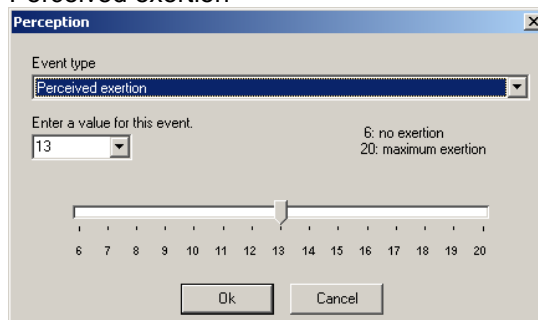 Perceived exertion
Perception
Event type
Perceived exertion
Enter a value for this event.
13
6: no exertion
20: maximum exertion
6 7 8 9 10 11 12 13 14 15 16 17 18 19 20
Ok Cancel